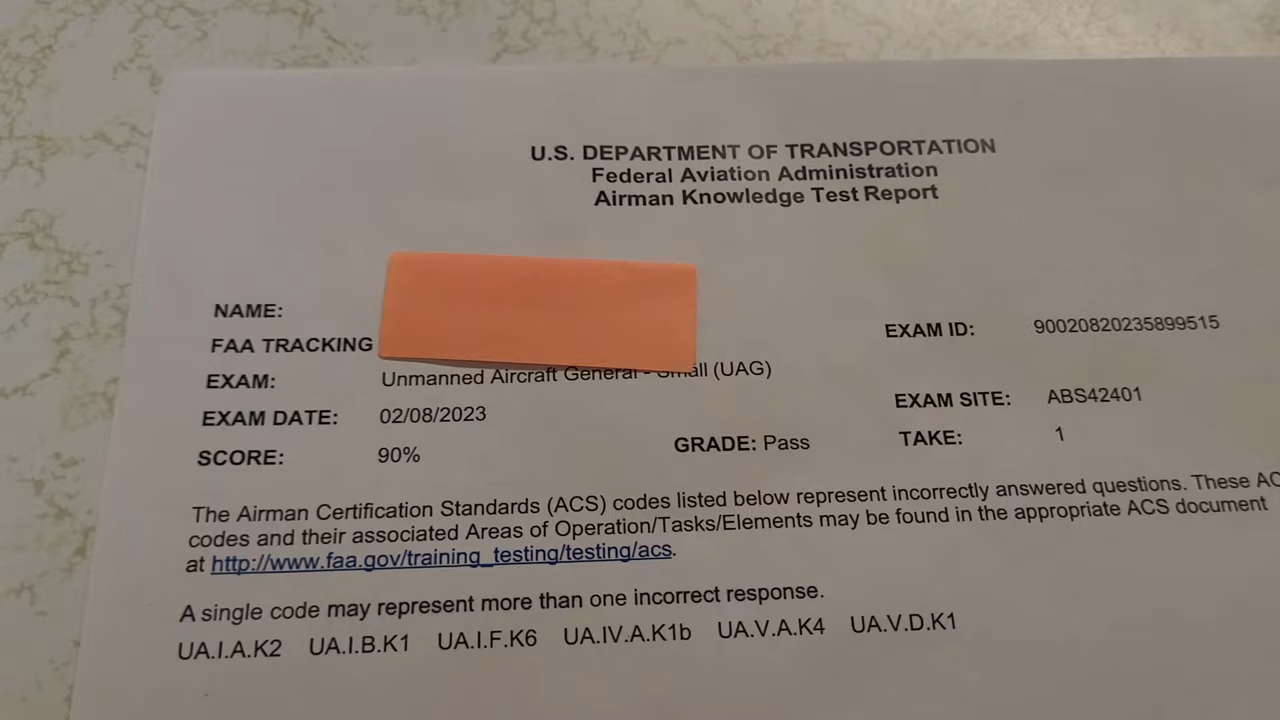 U.S. DEPARTMENT OF TRANSPORTATION
Federal Aviation Administration
Airman Knowledge Test Report
NAME:
FAA TRACKING
EXAM ID: 90020820235899515
EXAM: Unmanned Aircraft General - Small (UAG)
EXAM DATE: 02/08/2023
EXAM SITE: ABS42401
SCORE: 90% GRADE: Pass TAKE: 1
The Airman Certification Standards (ACS) codes listed below represent incorrectly answered questions. These AC
codes and their associated Areas of Operation/Tasks/Elements may be found in the appropriate ACS document
at http://www.faa.gov/training_testing/testing/acs.
A single code may represent more than one incorrect response.
UA.I.A.K2 UA.I.B.K1 UA.I.F.K6 UA.IV.A.K1b UA.V.A.K4 UA.V.D.K1